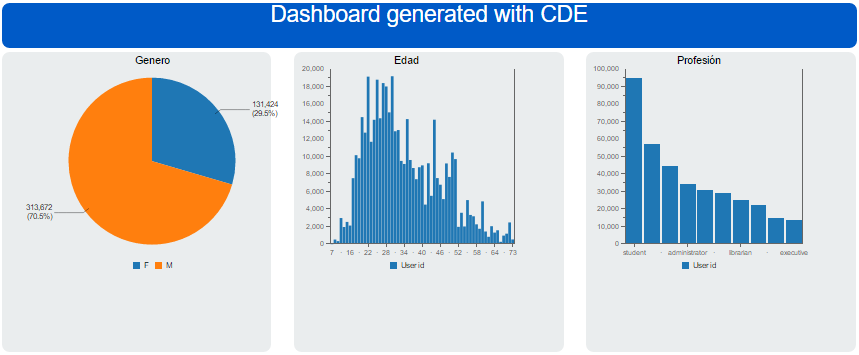 Dashboard generated with CDE
Genero
131,424
(29.5%)
313,672
(70.5%)
F M
Edad
20,000
18,000
16,000
14,000
12,000
10,000
8,000
6,000
4,000
2,000
0
7 · 16 · 22 · 28 · 34 · 40 · 46 · 52 · 58 · 64 · 73
User id
Profesión
100,000
90,000
80,000
70,000
60,000
50,000
40,000
30,000
20,000
10,000
0
student · administrator · librarian · executive
User id